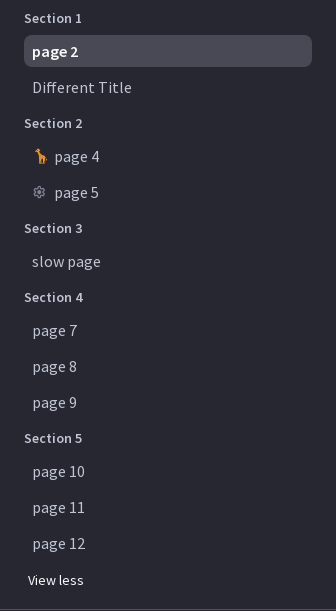 Section 1
page 2
Different Title
Section 2
page 4
page 5
Section 3
slow page
Section 4
page 7
page 8
page 9
Section 5
page 10
page 11
page 12
View less